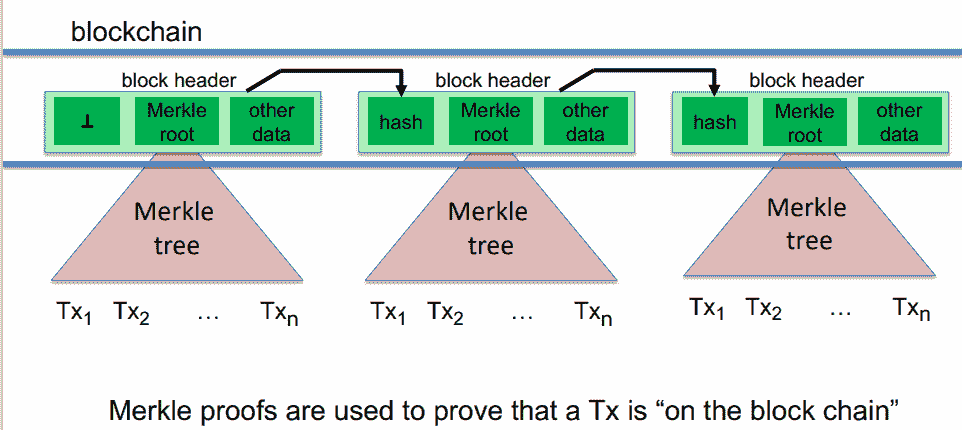 blockchain
block header
block header
block header
⊥
Merkle root
other data
hash
Merkle root
other data
hash
Merkle root
other data
Merkle
tree
Merkle
tree
Merkle
tree
Tx₁ Tx₂ ... Txₙ
Tx₁ Tx₂ ... Txₙ
Tx₁ Tx₂ ... Txₙ
Merkle proofs are used to prove that a Tx is “on the block chain”